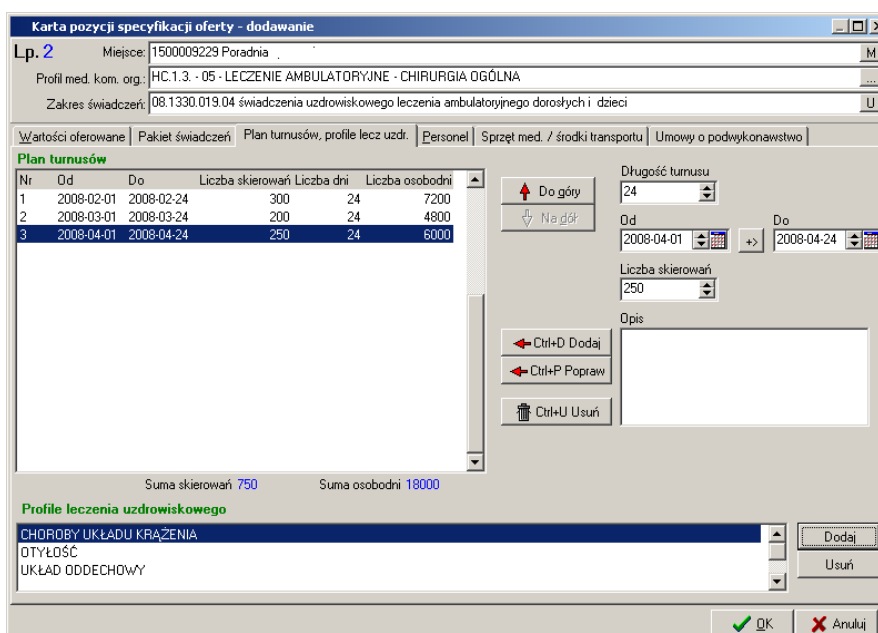 Karta pozycji specyfikacji oferty - dodawanie
Lp. 2 Miejsce: 1500009229 Poradnia M
Profil med. kom. org.: HC.1.3. - 05 - LECZENIE AMBULATORYJNE - CHIRURGIA OGÓLNA ...
Zakres świadczeń: 08.1330.019.04 świadczenia uzdrowiskowego leczenia ambulatoryjnego dorosłych i dzieci U
Wartości oferowane Pakiet świadczeń Plan turnusów, profile lecz uzdr. Personel Sprzęt med. / środki transportu Umowy o podwykonawstwo
Plan turnusów
Nr Od Do Liczba skierowań Liczba dni Liczba osobodni
1 2008-02-01 2008-02-24 300 24 7200
2 2008-03-01 2008-03-24 200 24 4800
3 2008-04-01 2008-04-24 250 24 6000
Do góry
Na dół
Długość turnusu
24
Od Do
2008-04-01 +> 2008-04-24
Liczba skierowań
250
Opis
Ctrl+D Dodaj
Ctrl+P Popraw
Ctrl+U Usuń
Suma skierowań 750 Suma osobodni 18000
Profile leczenia uzdrowiskowego
CHOROBY UKŁADU KRĄŻENIA
OTYŁOŚĆ
UKŁAD ODDECHOWY
Dodaj
Usuń
OK Anuluj